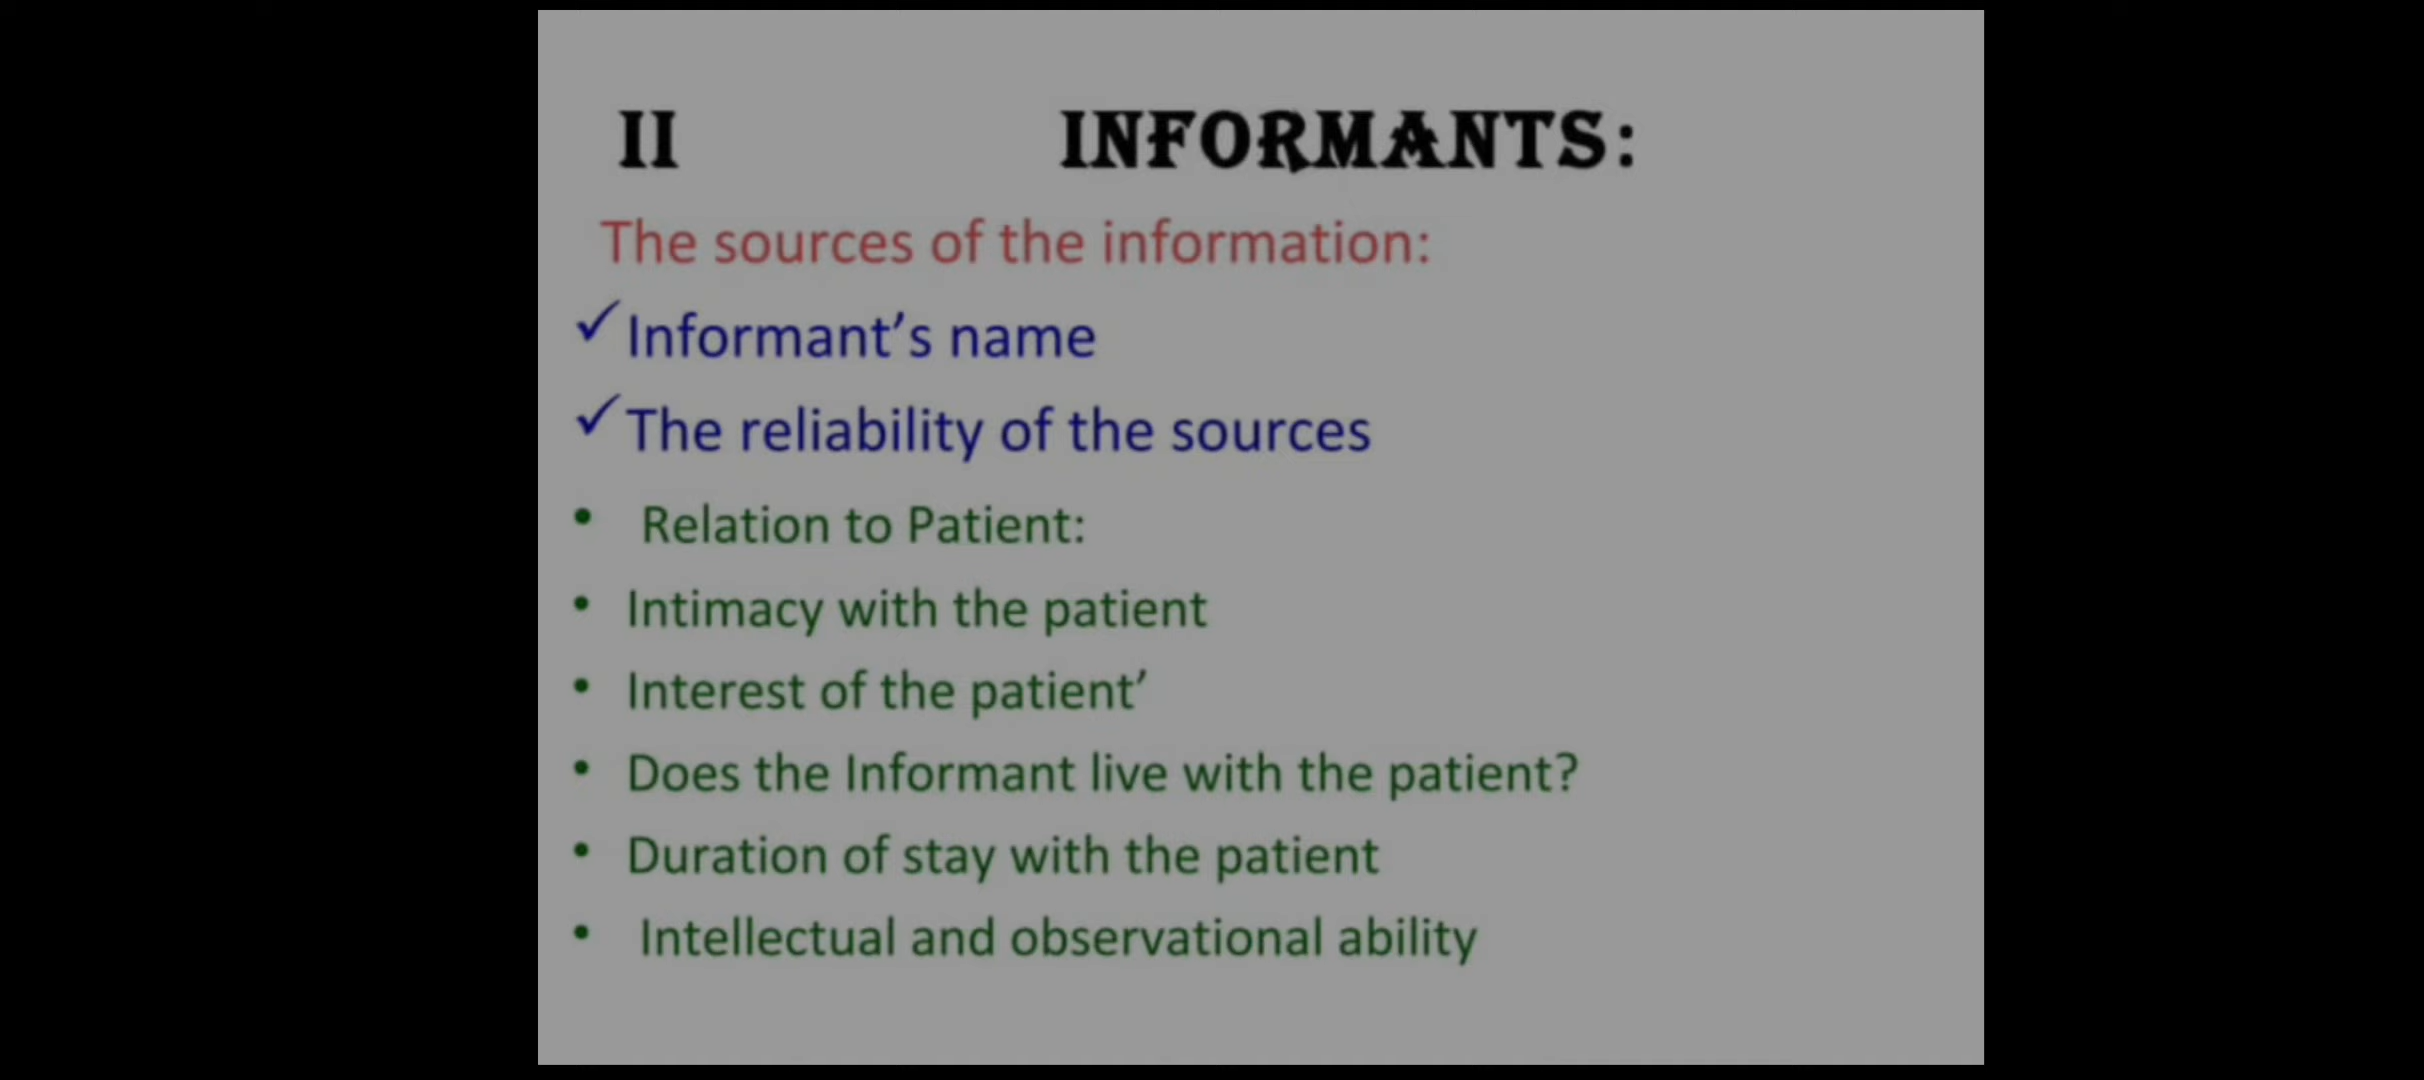 II INFORMANTS:
The sources of the information:
✓Informant’s name
✓The reliability of the sources
• Relation to Patient:
• Intimacy with the patient
• Interest of the patient’
• Does the Informant live with the patient?
• Duration of stay with the patient
• Intellectual and observational ability